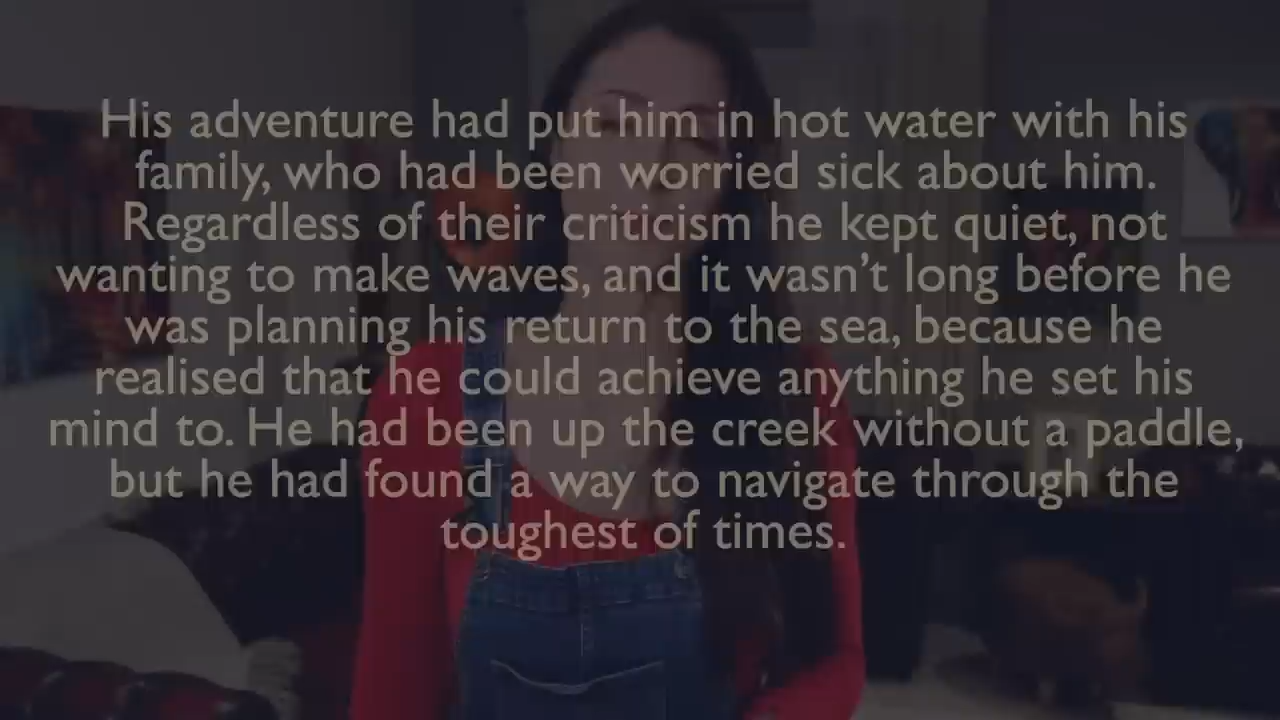 His adventure had put him in hot water with his
family, who had been worried sick about him.
Regardless of their criticism he kept quiet, not
wanting to make waves, and it wasn’t long before he
was planning his return to the sea, because he
realised that he could achieve anything he set his
mind to. He had been up the creek without a paddle,
but he had found a way to navigate through the
toughest of times.